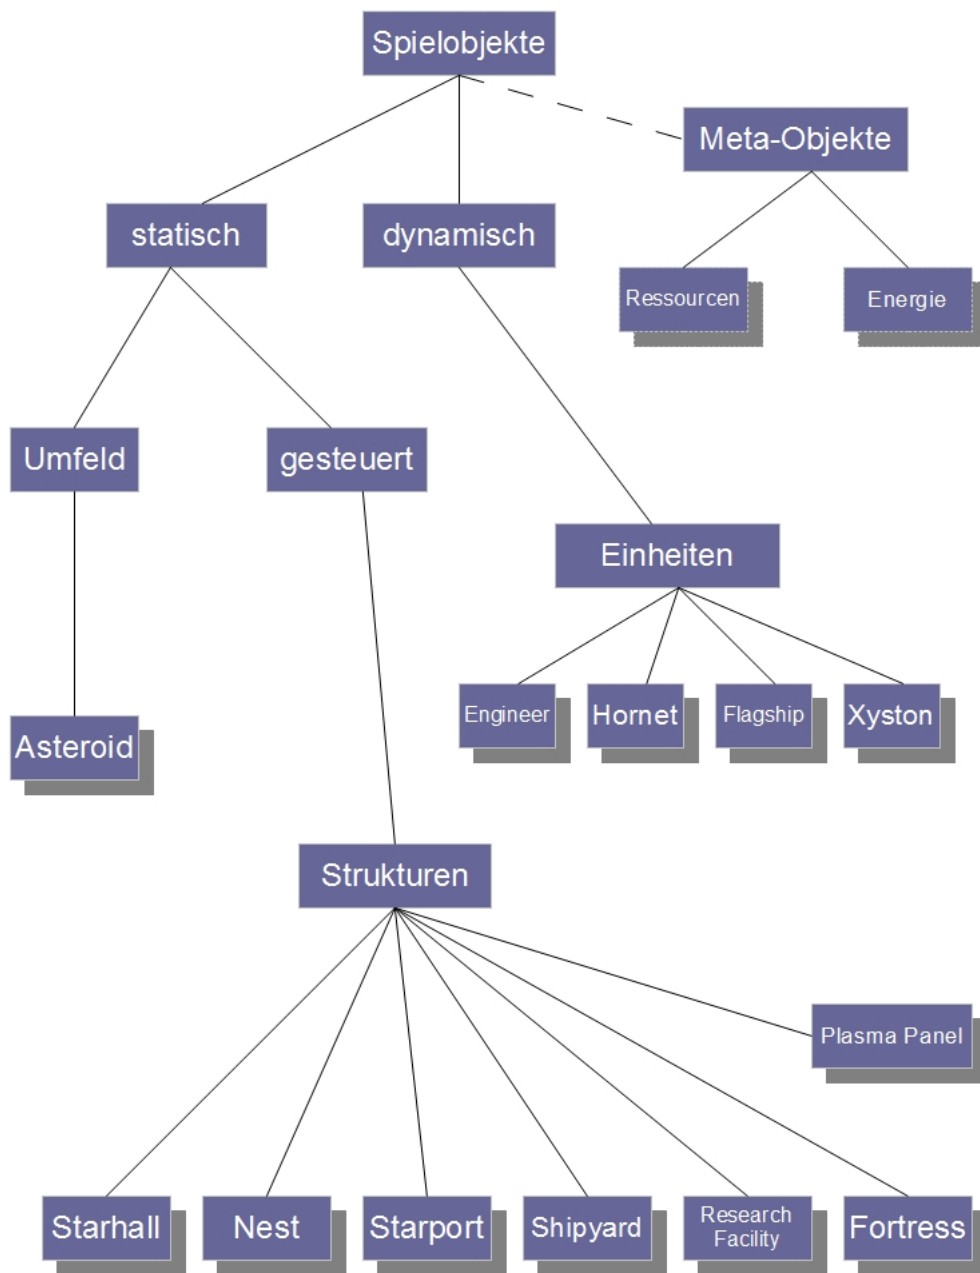 Spielobjekte
Meta-Objekte
statisch
dynamisch
Ressourcen
Energie
Umfeld
gesteuert
Einheiten
Engineer
Hornet
Flagship
Xyston
Asteroid
Strukturen
Plasma Panel
Starhall
Nest
Starport
Shipyard
Research
Facility
Fortress